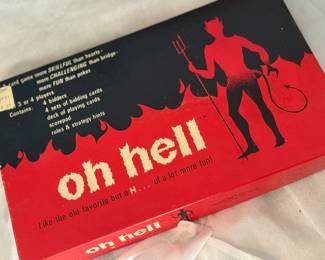 card game more SKILLFUL than hearts-
more CHALLENGING than bridge-
more FUN than poker
3 or 4 players
Contains: 4 bidders
4 sets of bidding cards
deck of playing cards
scorepad
rules & strategy hints
oh hell
Like the old favorite but a H... of a lot more fun!
oh hell